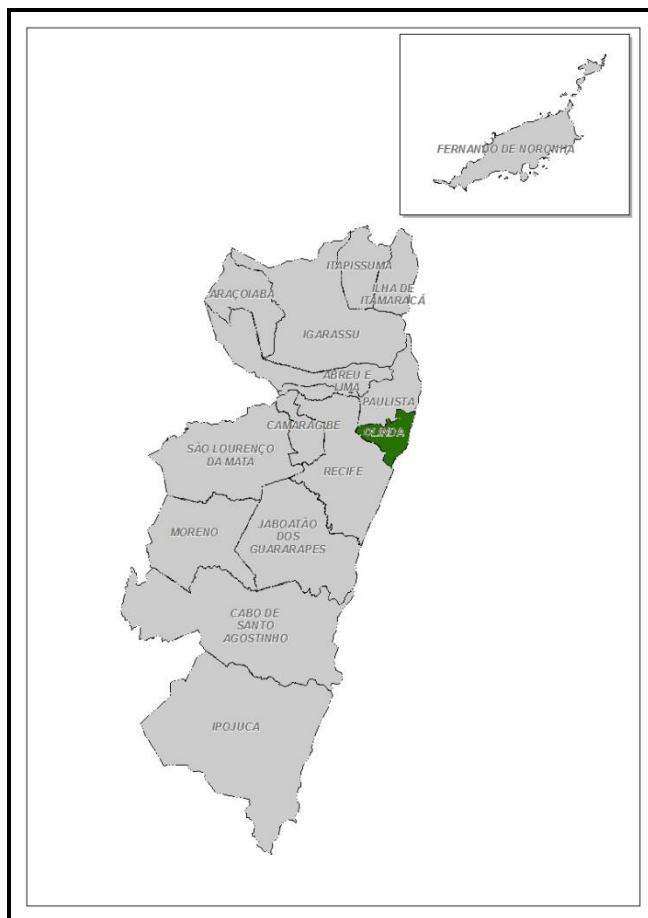 FERNANDO DE NORONHA
ITAPISSUMA
ARAÇOIABA
ILHA DE
ITAMARACÁ
IGARASSU
ABREU E
LIMA
PAULISTA
CAMARAGIBE
OLINDA
SÃO LOURENÇO
DA MATA
RECIFE
MORENO
JABOATÃO
DOS
GUARARAPES
CABO DE
SANTO
AGOSTINHO
IPOJUCA